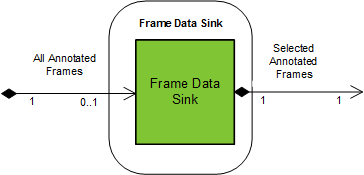 Frame Data Sink
All Annotated
Frames
Selected
Annotated
Frames
Frame Data
Sink
1
0..1
1
1